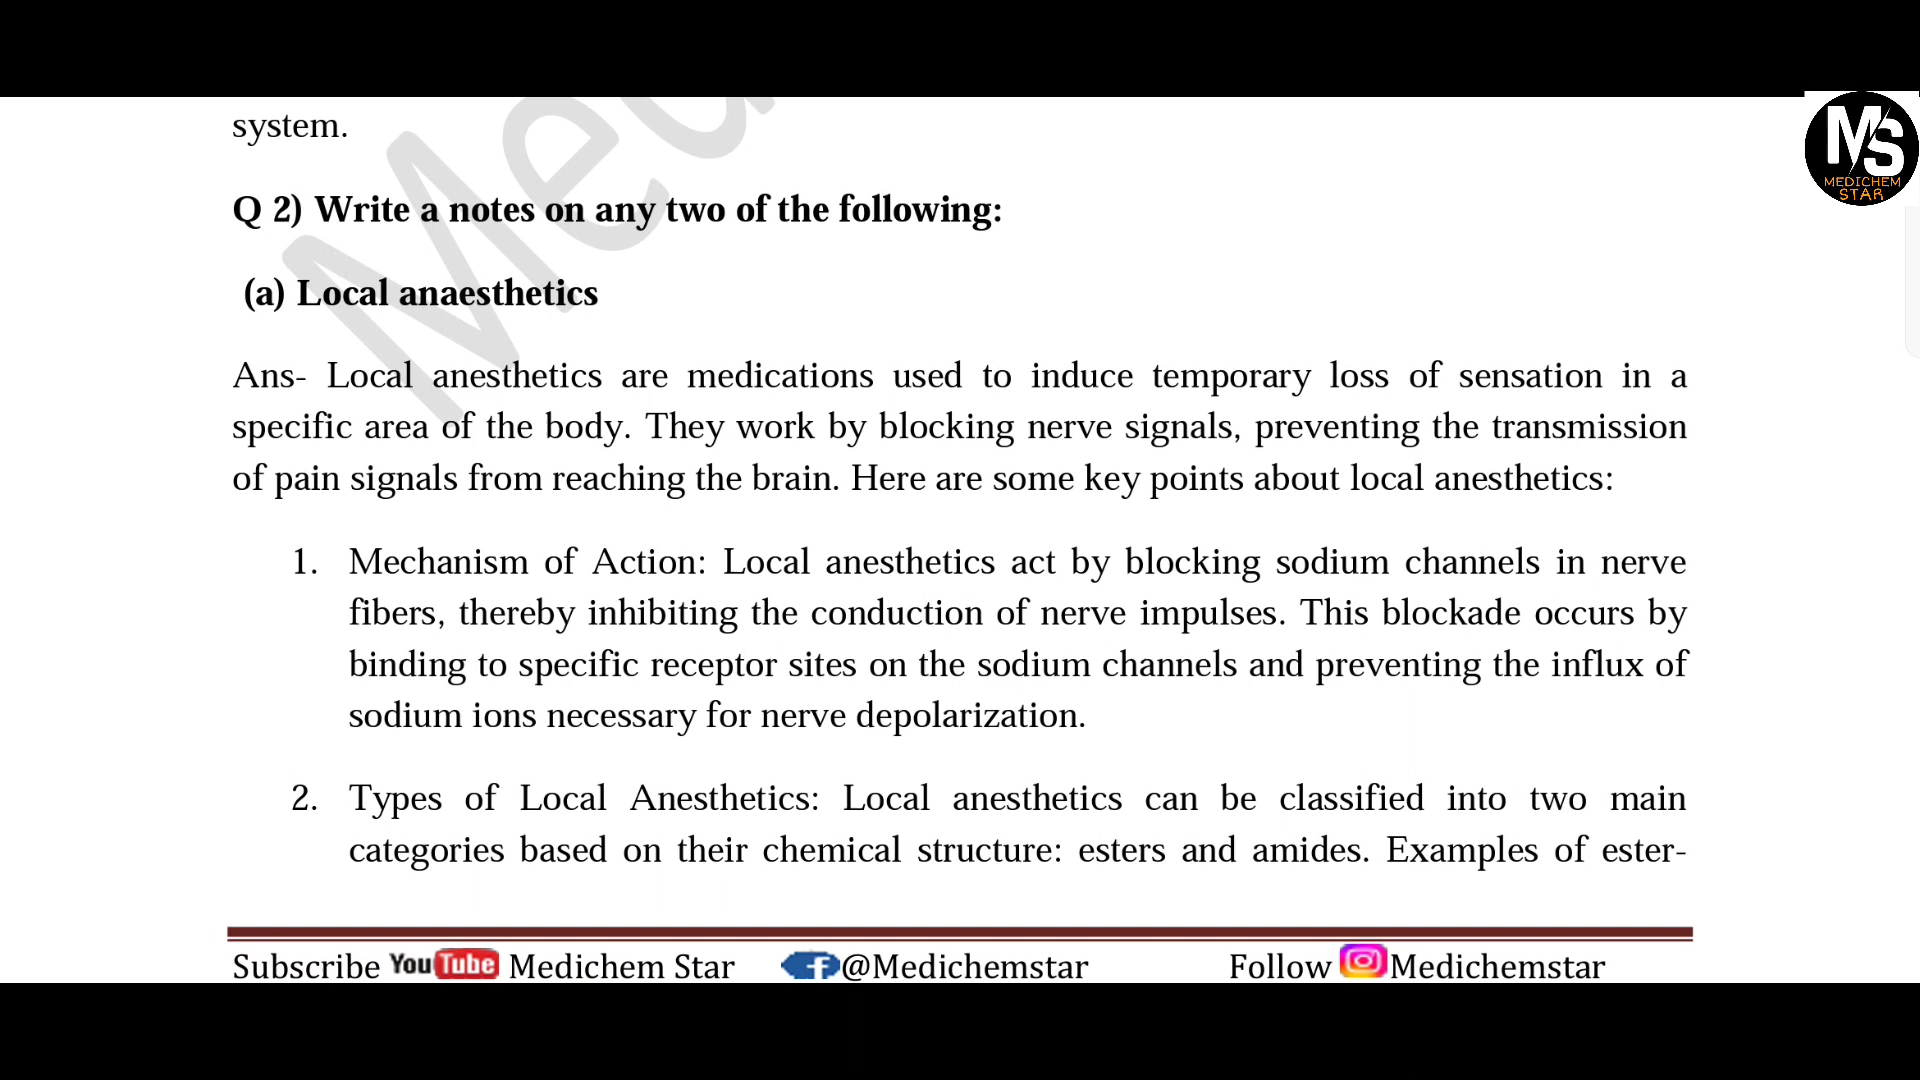 system.
MS
MEDICHEM
STAR
Q 2) Write a notes on any two of the following:
(a) Local anaesthetics
Ans- Local anesthetics are medications used to induce temporary loss of sensation in a
specific area of the body. They work by blocking nerve signals, preventing the transmission
of pain signals from reaching the brain. Here are some key points about local anesthetics:
1. Mechanism of Action: Local anesthetics act by blocking sodium channels in nerve
fibers, thereby inhibiting the conduction of nerve impulses. This blockade occurs by
binding to specific receptor sites on the sodium channels and preventing the influx of
sodium ions necessary for nerve depolarization.
2. Types of Local Anesthetics: Local anesthetics can be classified into two main
categories based on their chemical structure: esters and amides. Examples of ester-
Subscribe YouTube Medichem Star f@Medichemstar Follow Medichemstar